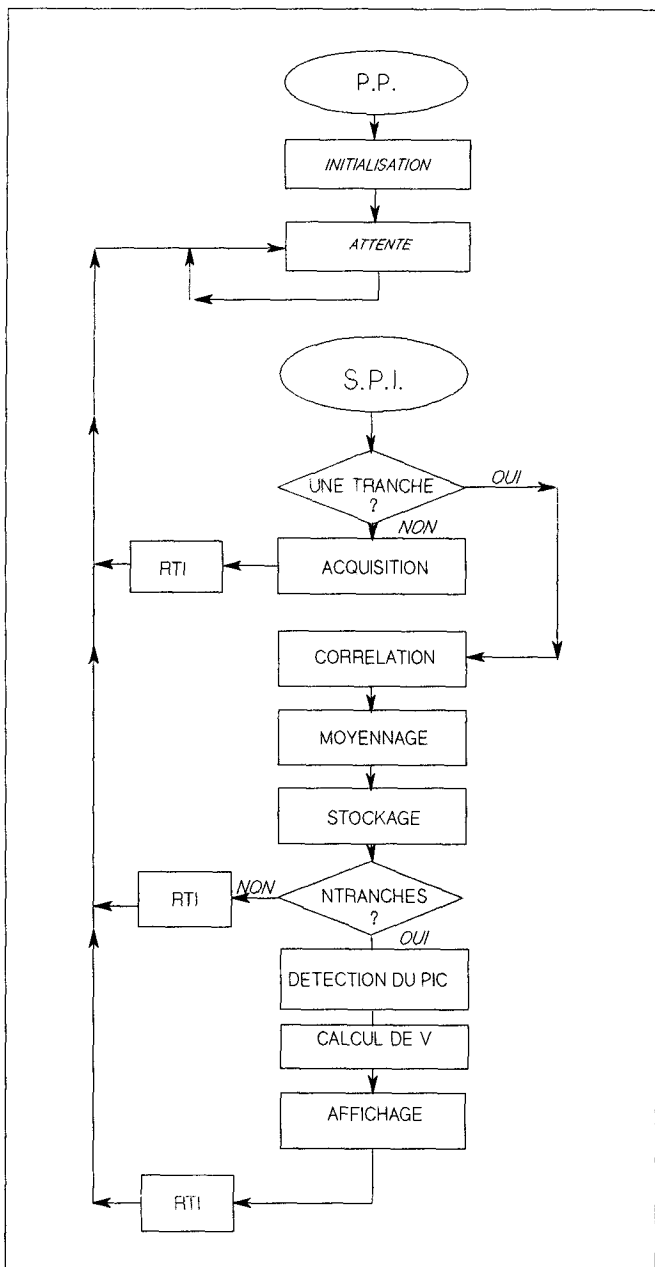 P.P.
INITIALISATION
ATTENTE
S.P.I.
UNE TRANCHE
?
OUI
NON
ACQUISITION
RTI
CORRELATION
MOYENNAGE
STOCKAGE
NTRANCHES
?
NON
RTI
OUI
DETECTION DU PIC
CALCUL DE V
AFFICHAGE
RTI